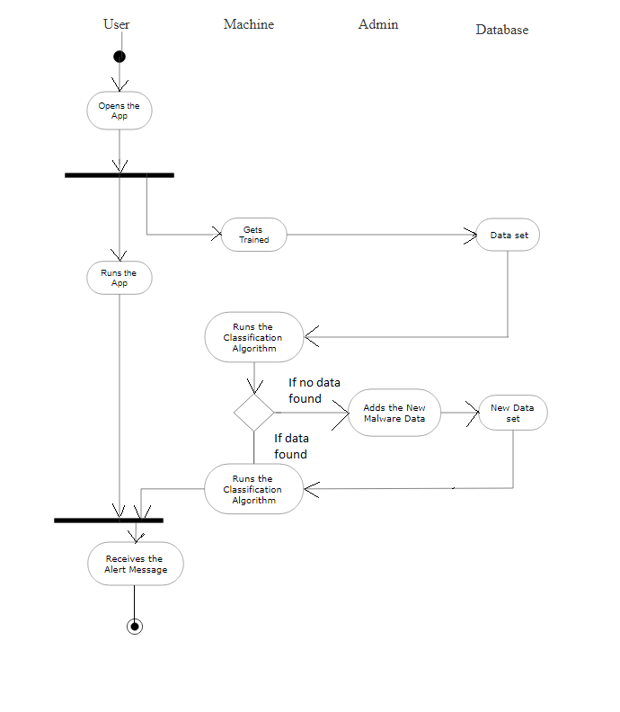 User
Machine
Admin
Database
Opens the
App
Gets
Trained
Data set
Runs the
App
Runs the
Classification
Algorithm
If no data
found
Adds the New
Malware Data
New Data
set
If data
found
Runs the
Classification
Algorithm
Receives the
Alert Message